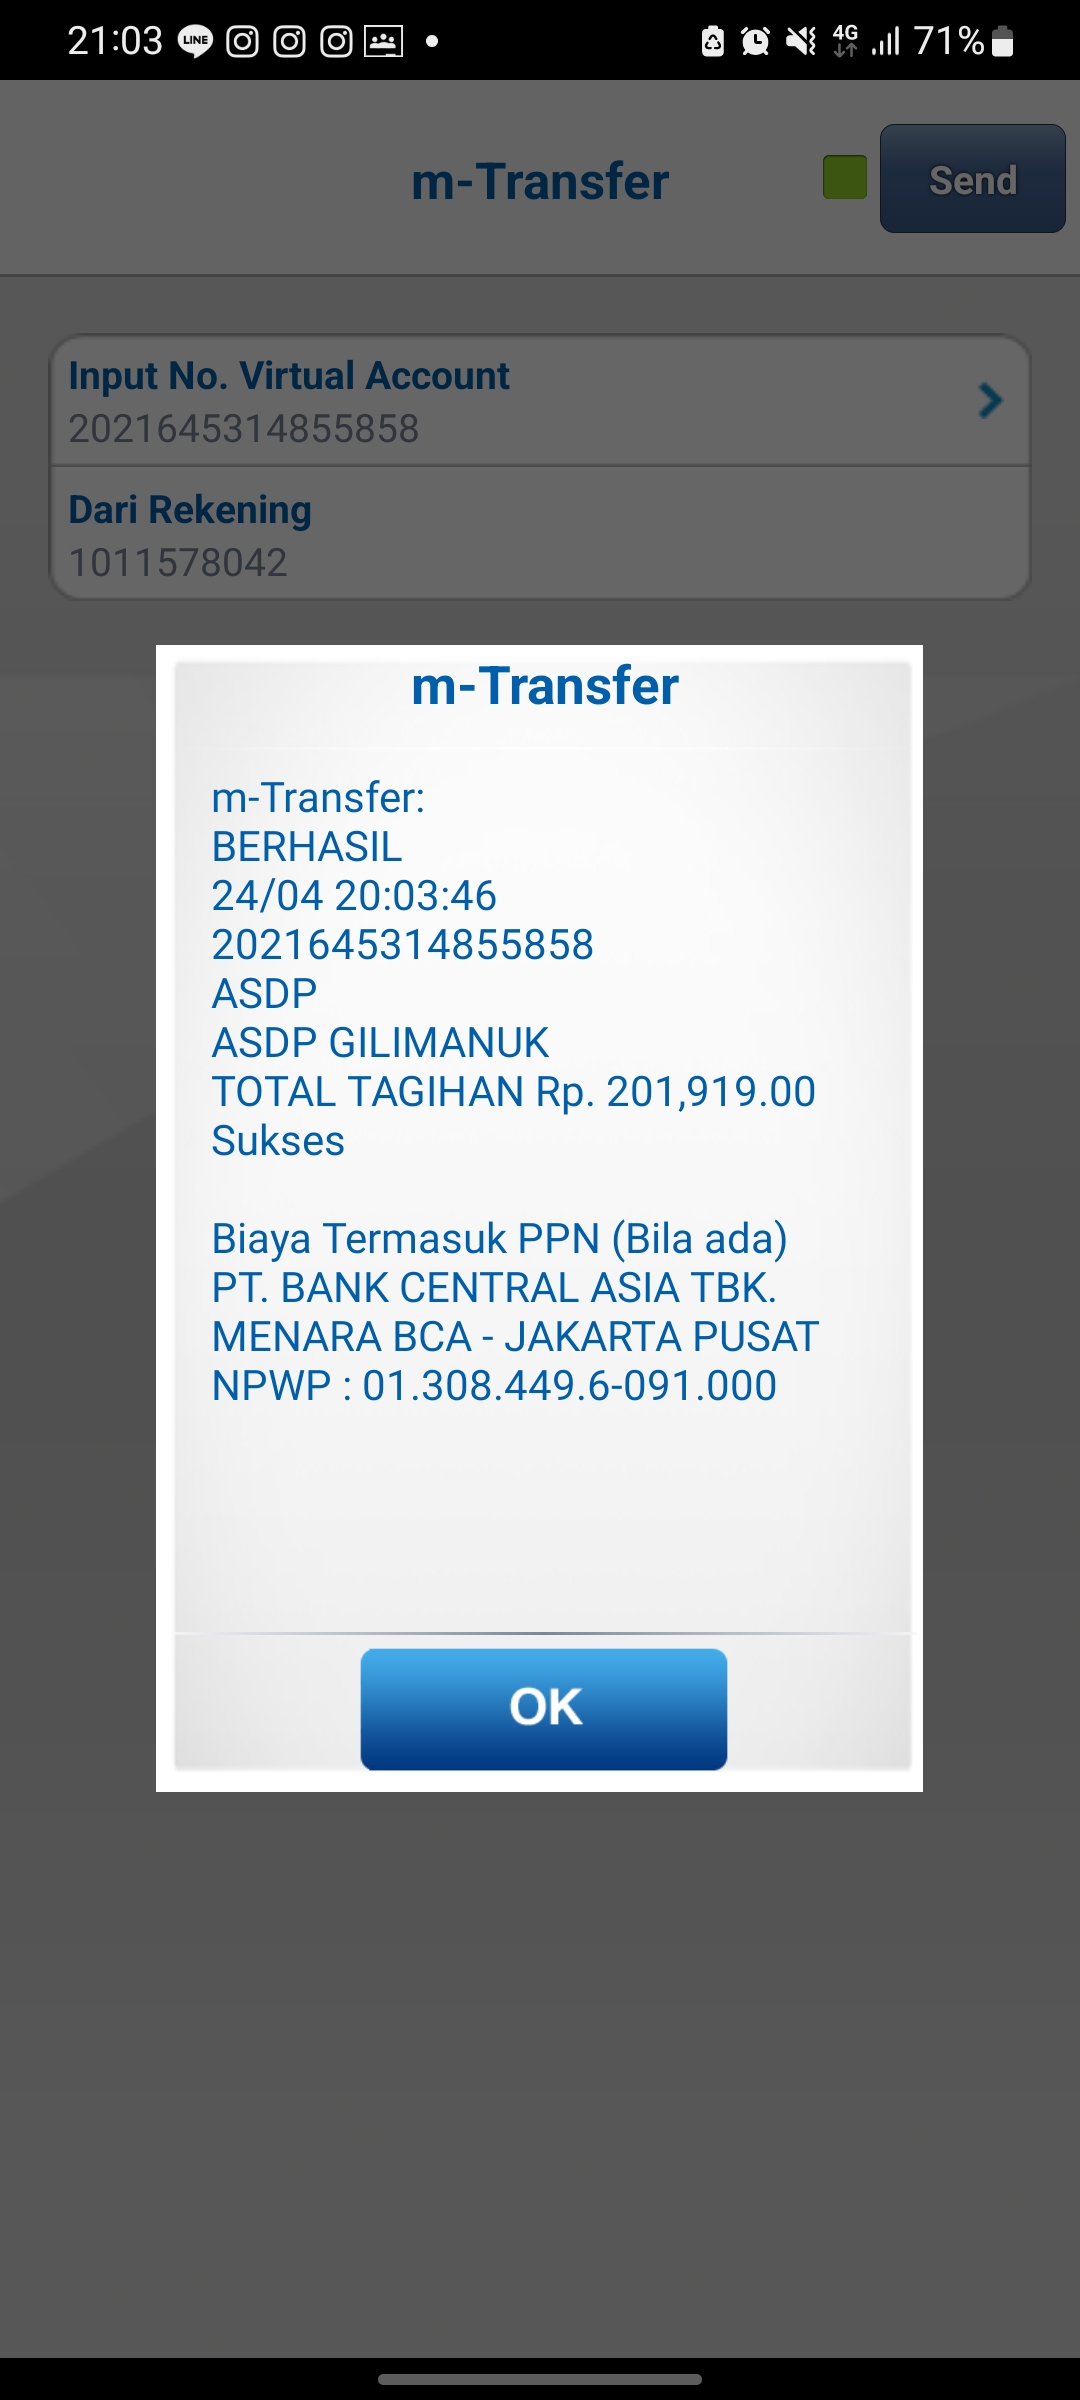 21:03 LINE 4G 71%
m-Transfer
Send
Input No. Virtual Account
2021645314855858
Dari Rekening
1011578042
m-Transfer
m-Transfer:
BERHASIL
24/04 20:03:46
2021645314855858
ASDP
ASDP GILIMANUK
TOTAL TAGIHAN Rp. 201,919.00
Sukses
Biaya Termasuk PPN (Bila ada)
PT. BANK CENTRAL ASIA TBK.
MENARA BCA - JAKARTA PUSAT
NPWP : 01.308.449.6-091.000
OK